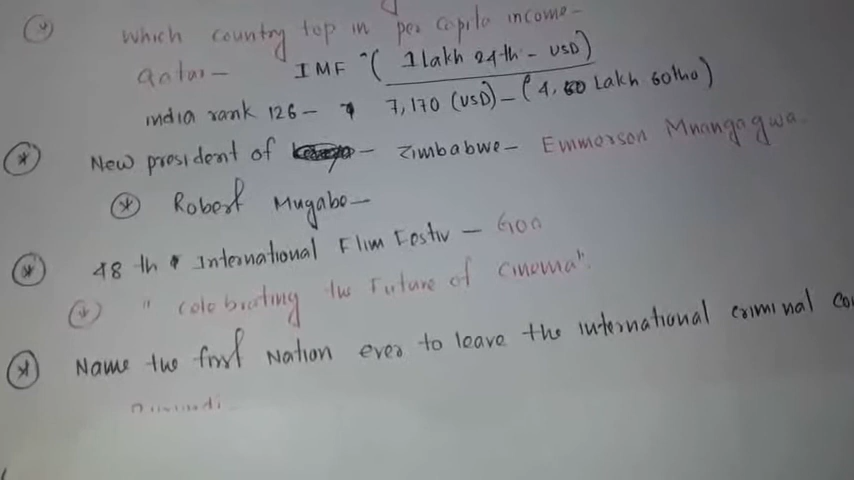 which country top in per capita income-
Qatar- IMF (1 lakh 24th - USD)
india rank 126 - 7,170 (USD) - (4,60 Lakh 60tho)
New president of - Zimbabwe - Emmerson Mnangagwa.
Robert Mugabe-
48 th International Flim Festiv - Goa
" celebrating the Future of cinema".
Name the first Nation ever to leave the international criminal co